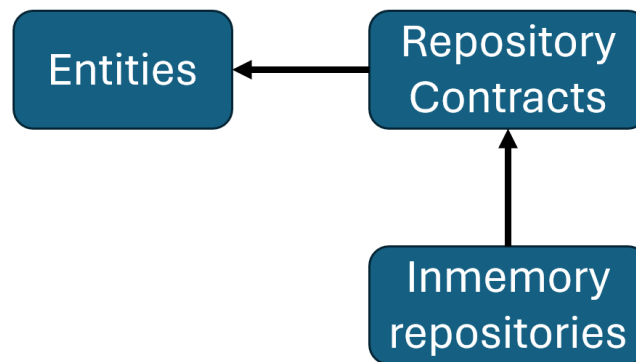 Entities
Repository
Contracts
Inmemory
repositories